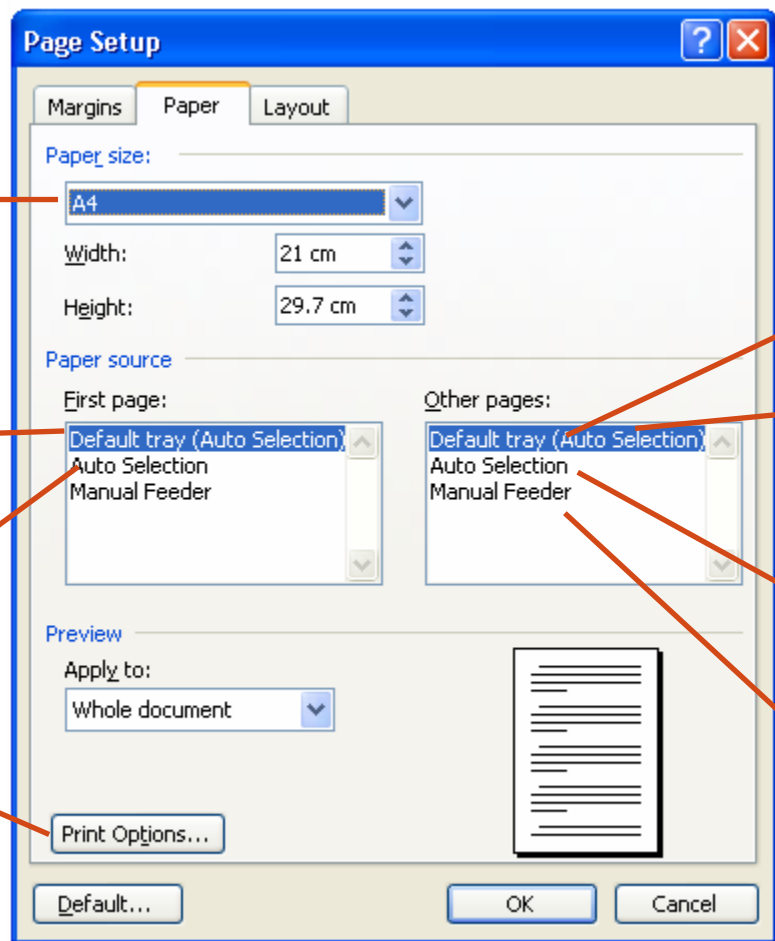 Page Setup
Margins Paper Layout
Paper size:
A4
Width: 21 cm
Height: 29.7 cm
Paper source
First page: Other pages:
Default tray (Auto Selection) Default tray (Auto Selection)
Auto Selection Auto Selection
Manual Feeder Manual Feeder
Preview
Apply to:
Whole document
Print Options...
Default... OK Cancel